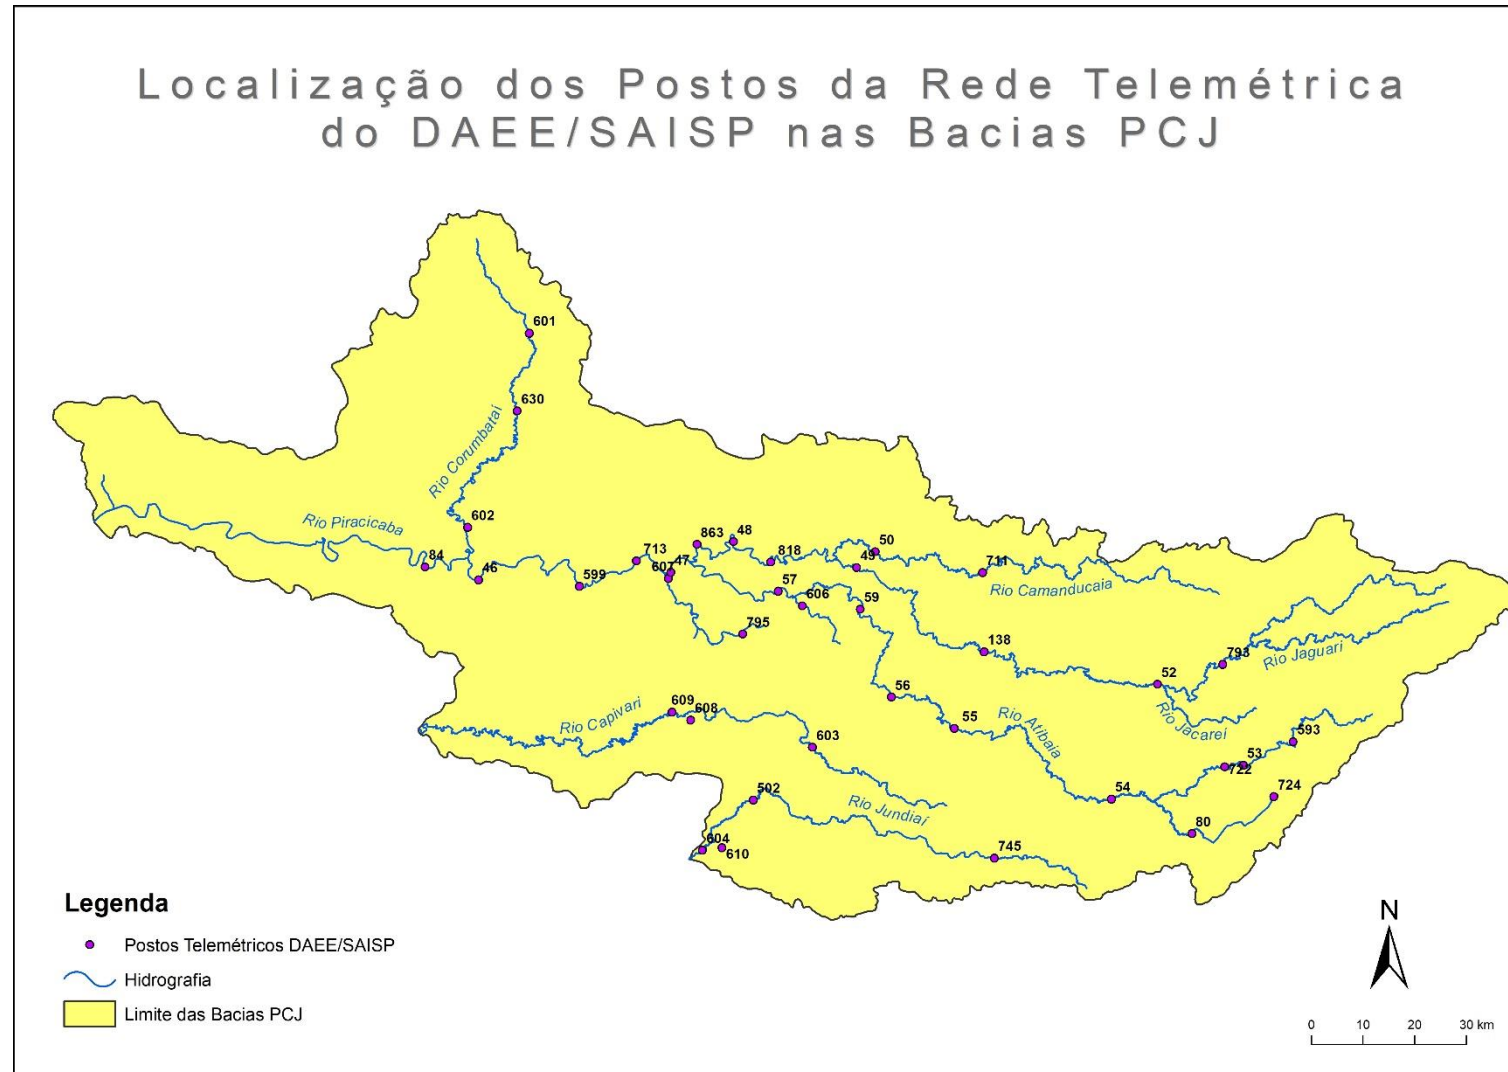 Localização dos Postos da Rede Telemétrica
do DAEE/SAISP nas Bacias PCJ
601
630
Rio Corumbataí
602
Rio Piracicaba
84
46
599
713
607
47
863
48
818
50
49
711
Rio Camanducaia
57
606
59
795
138
793
Rio Jaguari
52
Rio Jacareí
56
55
Rio Atibaia
593
53
722
724
54
80
609
608
Rio Capivari
603
502
Rio Jundiaí
604
610
745
Legenda
Postos Telemétricos DAEE/SAISP
Hidrografia
Limite das Bacias PCJ
N
0 10 20 30 km